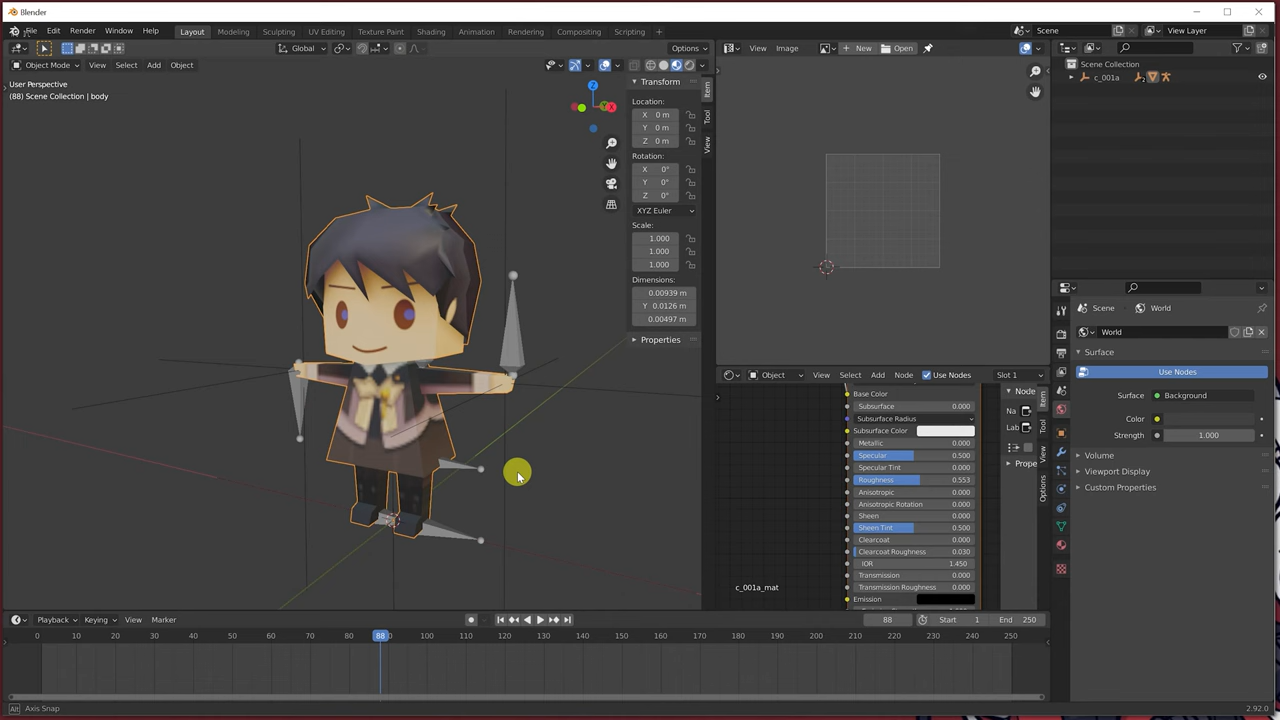 Blender
File Edit Render Window Help Layout Modeling Sculpting UV Editing Texture Paint Shading Animation Rendering Compositing Scripting + Scene View Layer
Global Options View Image New Open
Object Mode View Select Add Object
User Perspective
(88) Scene Collection | body
Transform
Location:
X 0 m
Y 0 m
Z 0 m
Rotation:
X 0°
Y 0°
Z 0°
XYZ Euler
Scale:
1.000
1.000
1.000
Dimensions:
0.00939 m
Y 0.0126 m
0.00497 m
Properties
Item
Tool
View
Z
Y
X
Scene Collection
c_001a 2
Scene World
World
Surface
Use Nodes
Surface Background
Color
Strength 1.000
Volume
Viewport Display
Custom Properties
Object View Select Add Node Use Nodes Slot 1
Base Color
Subsurface 0.000
Subsurface Radius
Subsurface Color
Metallic 0.000
Specular 0.500
Specular Tint 0.000
Roughness 0.553
Anisotropic 0.000
Anisotropic Rotation 0.000
Sheen 0.000
Sheen Tint 0.500
Clearcoat 0.000
Clearcoat Roughness 0.030
IOR 1.450
Transmission 0.000
Transmission Roughness 0.000
Emission
Node
Na
Lab
Prope
Item
Tool
View
Options
c_001a_mat
Playback Keying View Marker 88 Start 1 End 250
0 10 20 30 40 50 60 70 80 88 100 110 120 130 140 150 160 170 180 190 200 210 220 230 240 250
Alt Axis Snap 2.92.0